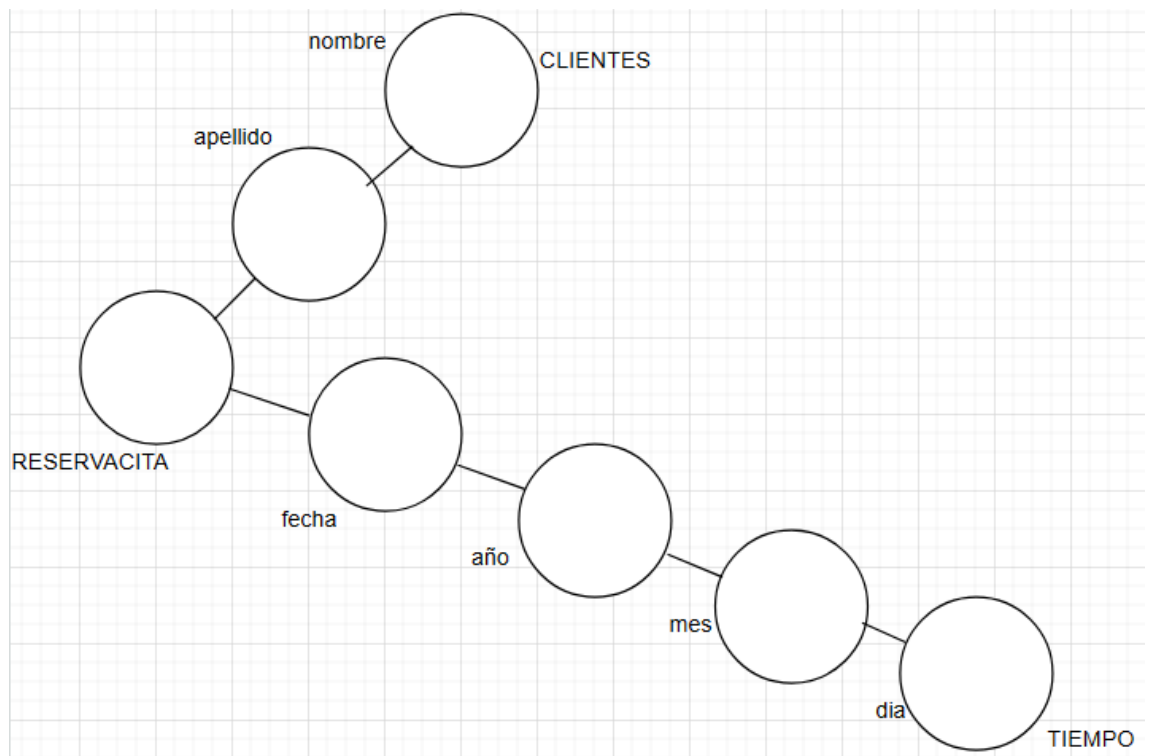 nombre
CLIENTES
apellido
RESERVACITA
fecha
año
mes
dia
TIEMPO